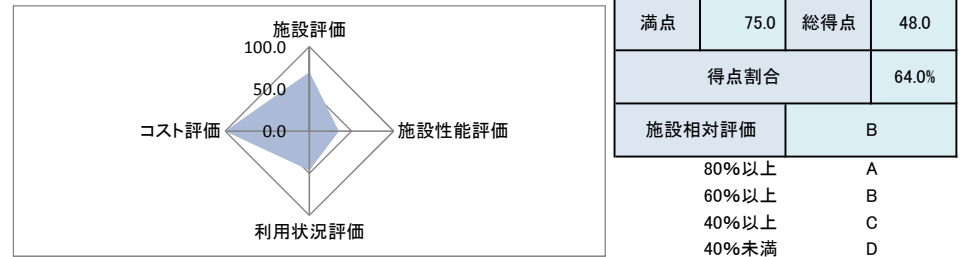 施設評価
100.0
50.0
0.0
コスト評価
施設性能評価
利用状況評価
満点 75.0 総得点 48.0
得点割合 64.0%
施設相対評価 B
80%以上 A
60%以上 B
40%以上 C
40%未満 D